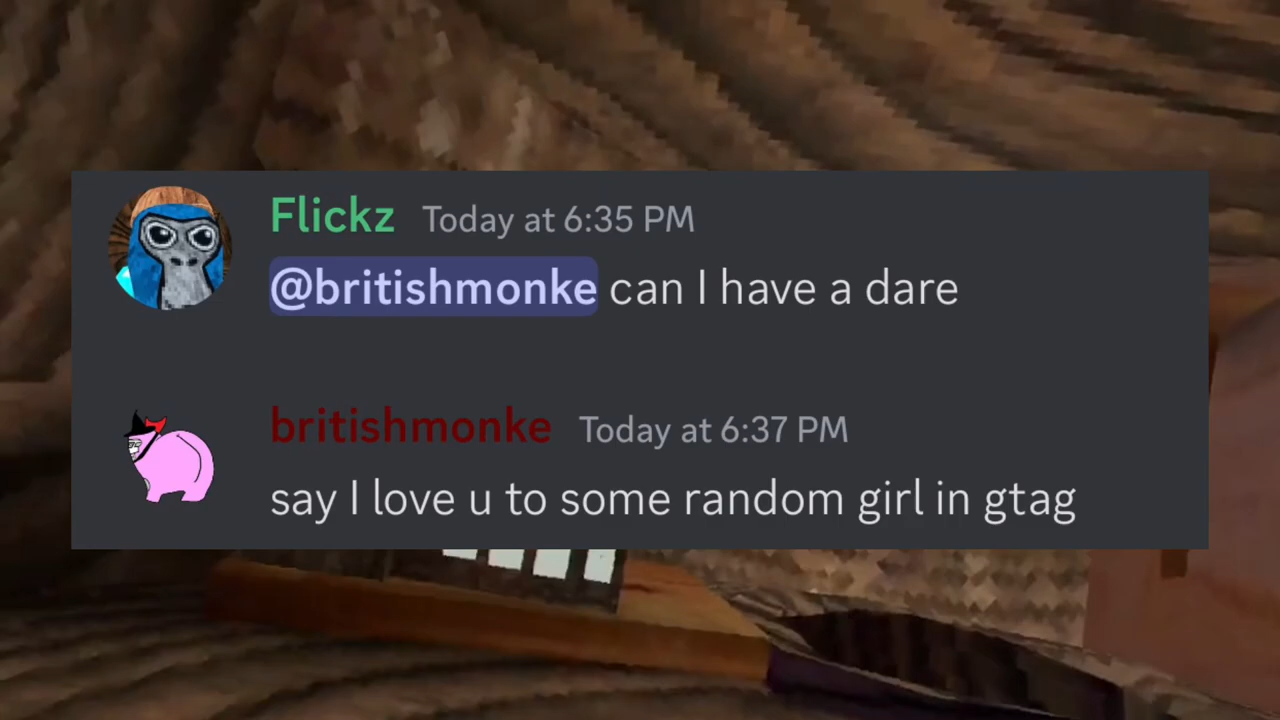 Flickz Today at 6:35 PM
@britishmonke can I have a dare
britishmonke Today at 6:37 PM
say I love u to some random girl in gtag